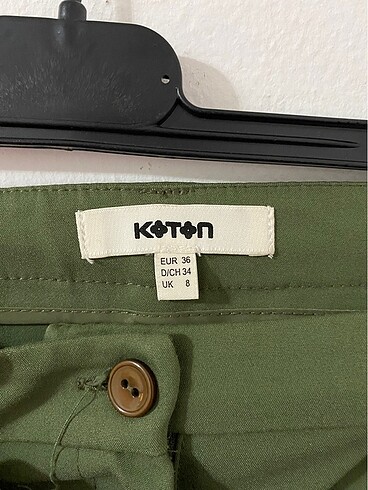 KOTON
EUR 36
D/CH 34
UK 8